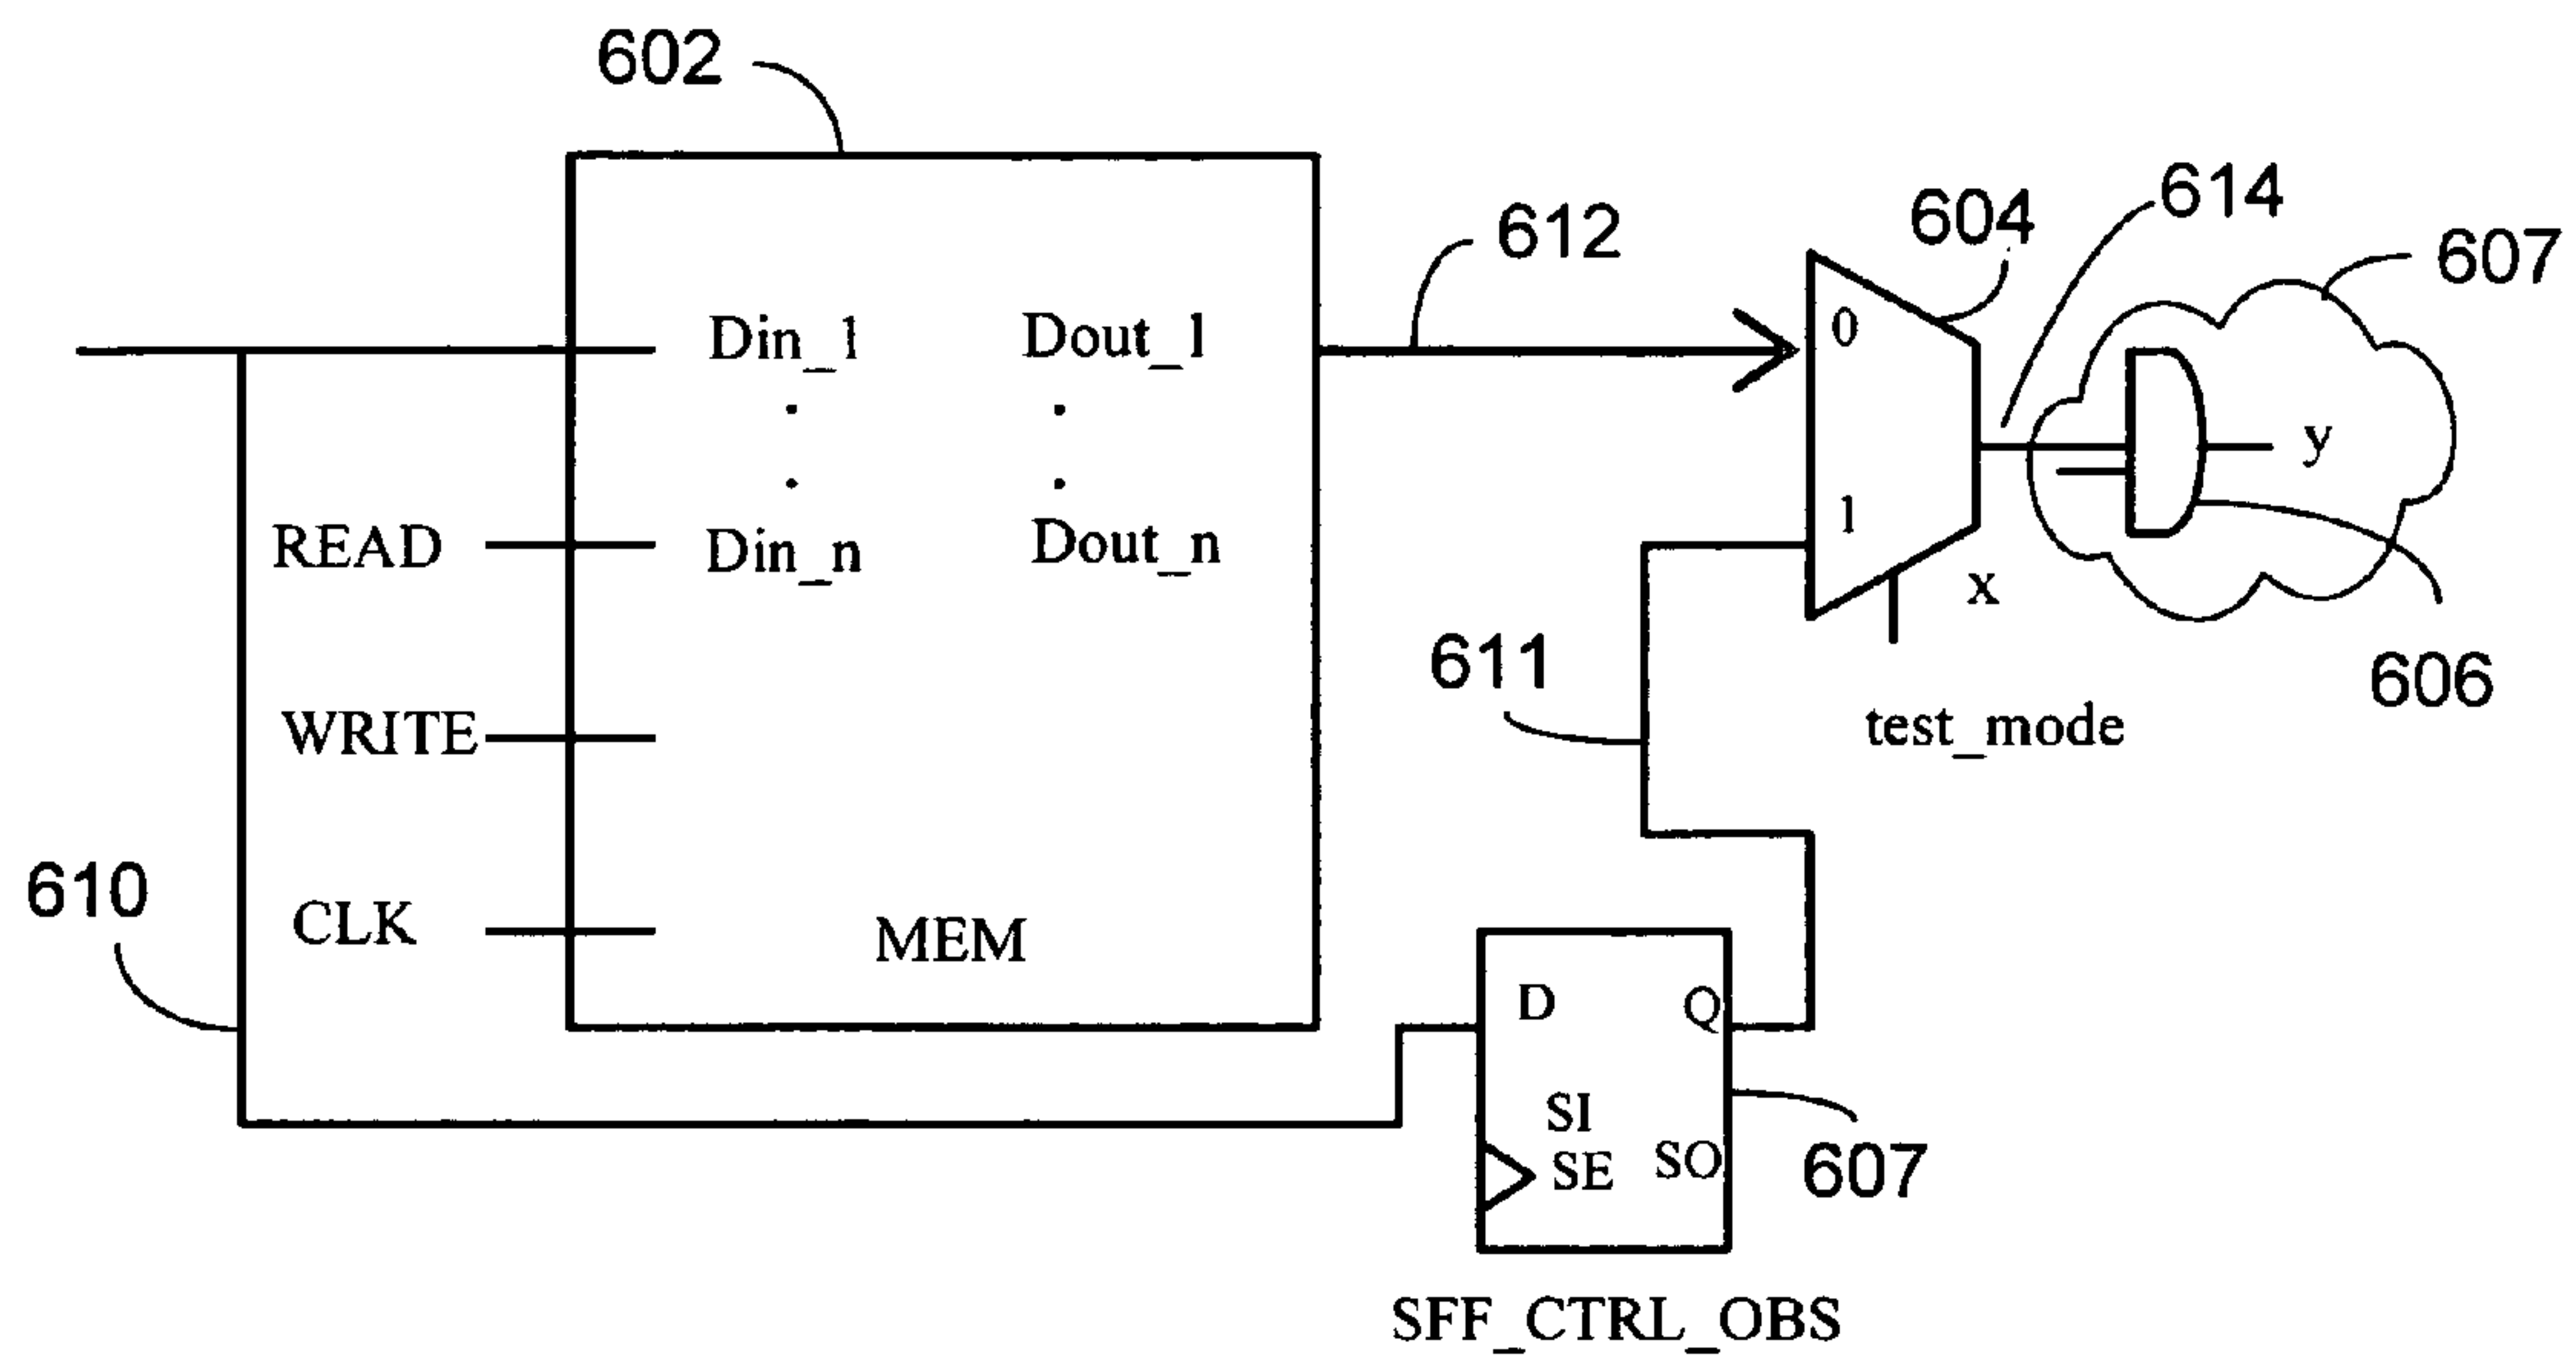 602
612
604
614
607
Din_1
Dout_1
0
.
.
.
.
y
READ
Din_n
Dout_n
1
x
611
606
WRITE
test_mode
610
CLK
MEM
D
Q
SI
SE
SO
607
SFF_CTRL_OBS